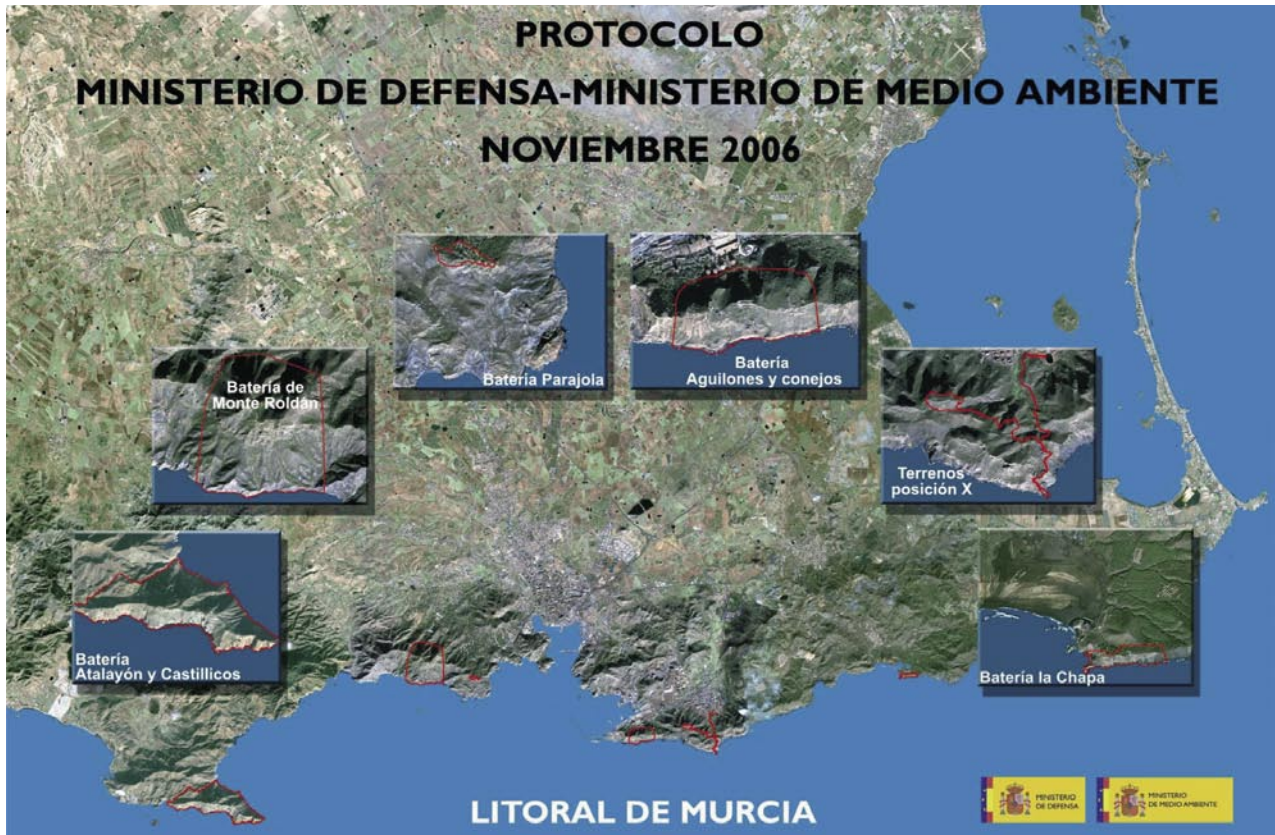 PROTOCOLO
MINISTERIO DE DEFENSA-MINISTERIO DE MEDIO AMBIENTE
NOVIEMBRE 2006
Bateria Parajola
Batería
Aguilones y conejos
Batería de
Monte Roldán
Terrenos
posición X
Batería
Atalayón y Castillicos
Batería la Chapa
MINISTERIO
DE DEFENSA
MINISTERIO
DE MEDIO AMBIENTE
LITORAL DE MURCIA